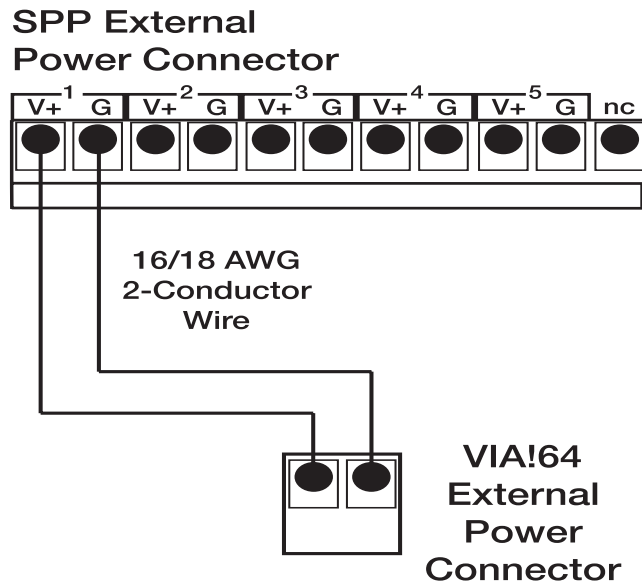 SPP External
Power Connector
1 2 3 4 5
V+ G V+ G V+ G V+ G V+ G nc
16/18 AWG
2-Conductor
Wire
VIA!64
External
Power
Connector